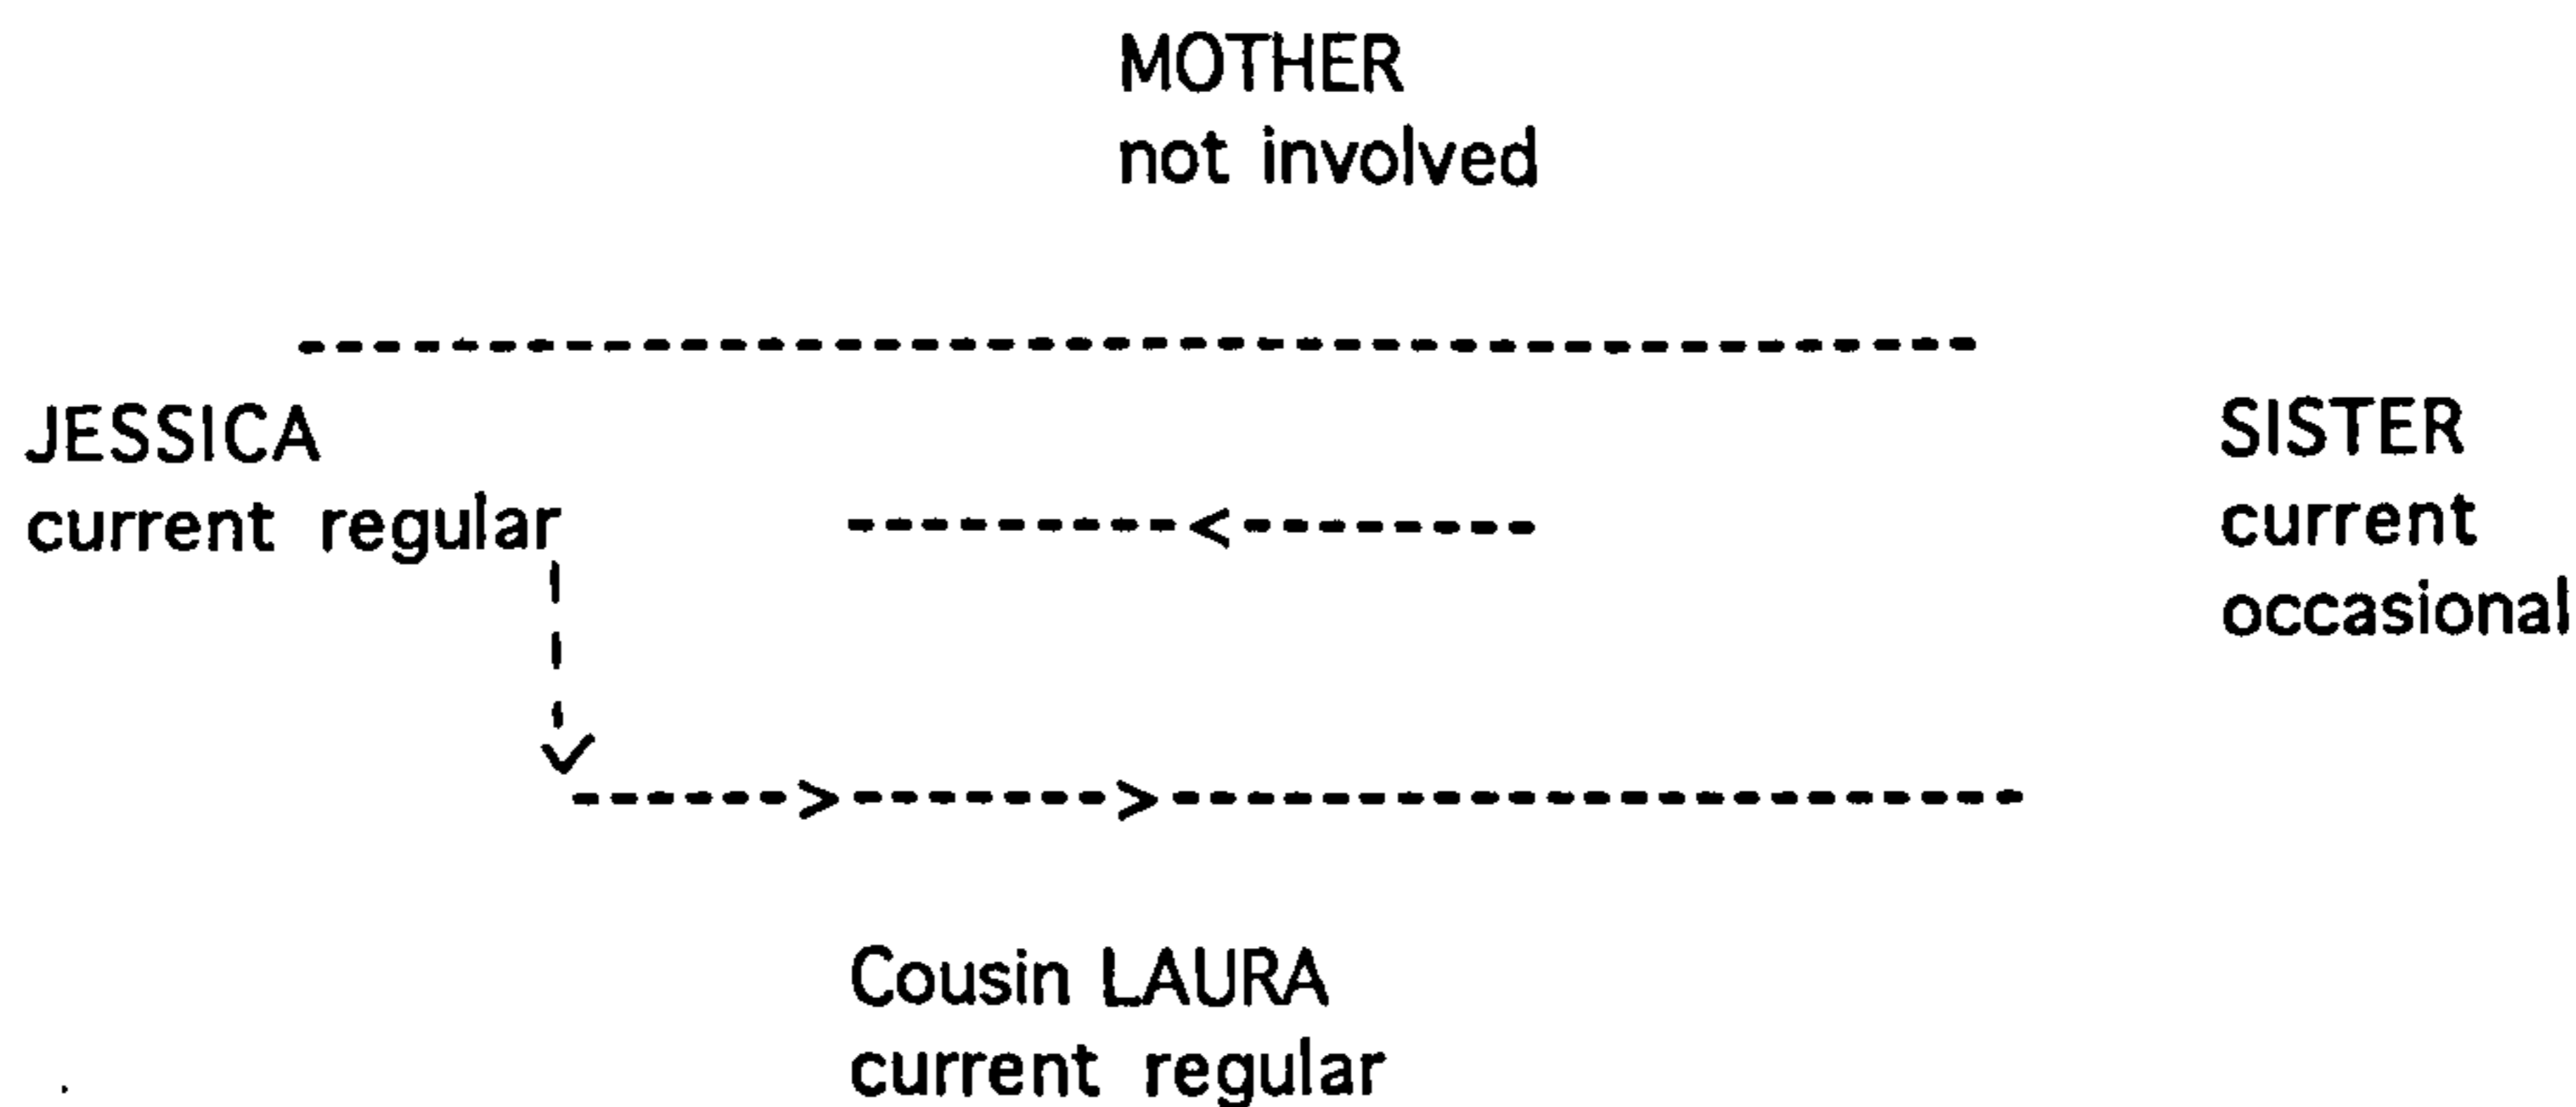 MOTHER
not involved
JESSICA
current regular
SISTER
current
occasional
Cousin LAURA
current regular